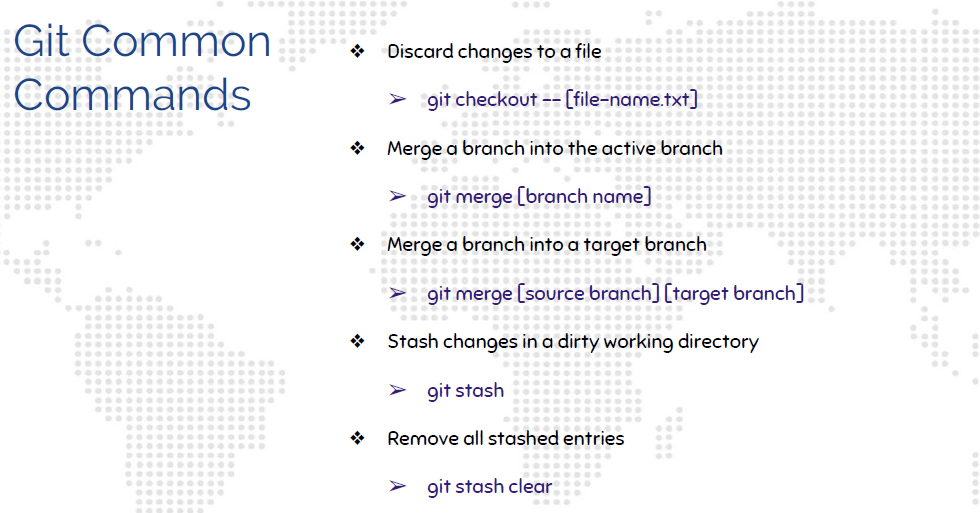 Git Common
Commands
❖ Discard changes to a file
➢ git checkout -- [file-name.txt]
❖ Merge a branch into the active branch
➢ git merge [branch name]
❖ Merge a branch into a target branch
➢ git merge [source branch] [target branch]
❖ Stash changes in a dirty working directory
➢ git stash
❖ Remove all stashed entries
➢ git stash clear